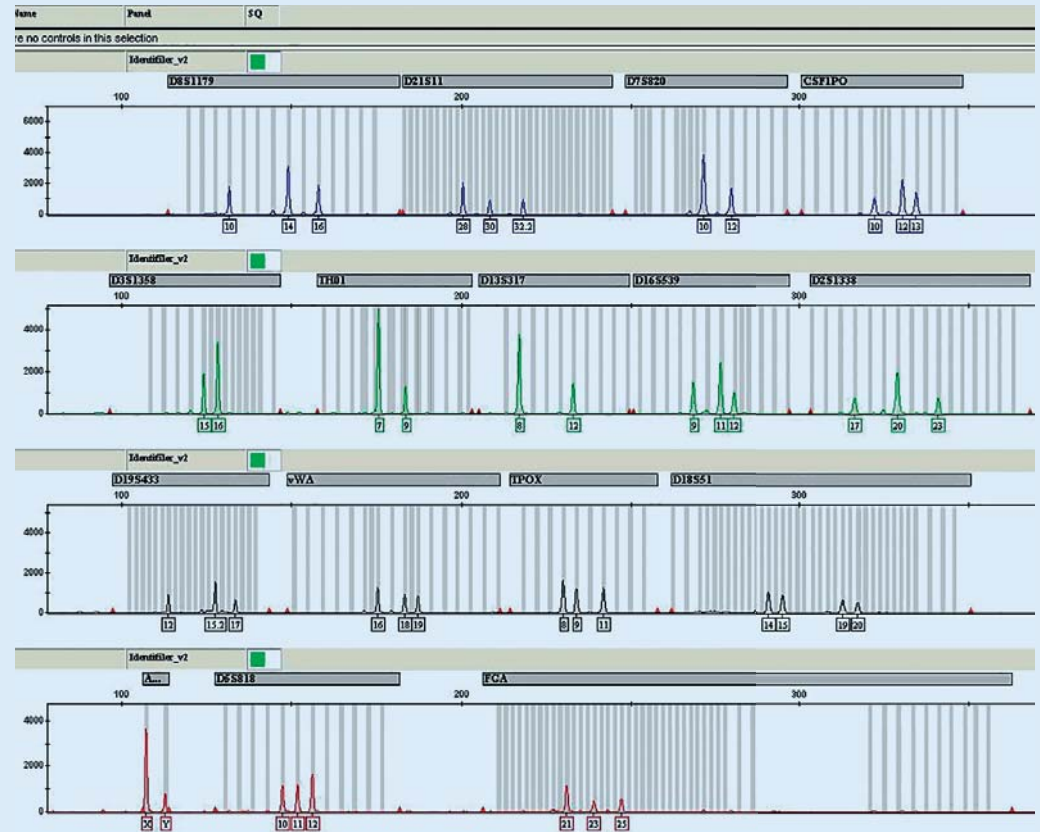 Panel SQ
re no controls in this selection
Identifiler_v2
D8S1179 D21S11 D7S820 CSF1PO
100 200 300
6000
4000
2000
0
10 14 16 28 30 32.2 10 12 10 12 13
Identifiler_v2
D3S1358 TH01 D13S317 D16S539 D2S1338
100 200 300
4000
2000
0
15 16 7 9 8 12 9 11 12 17 20 23
Identifiler_v2
D19S433 vWA TPOX D18S51
100 200 300
4000
2000
0
12 15.2 17 16 18 19 8 9 11 14 15 19 20
Identifiler_v2
A... D5S818 FGA
100 200 300
4000
2000
0
X Y 10 11 12 21 23 25